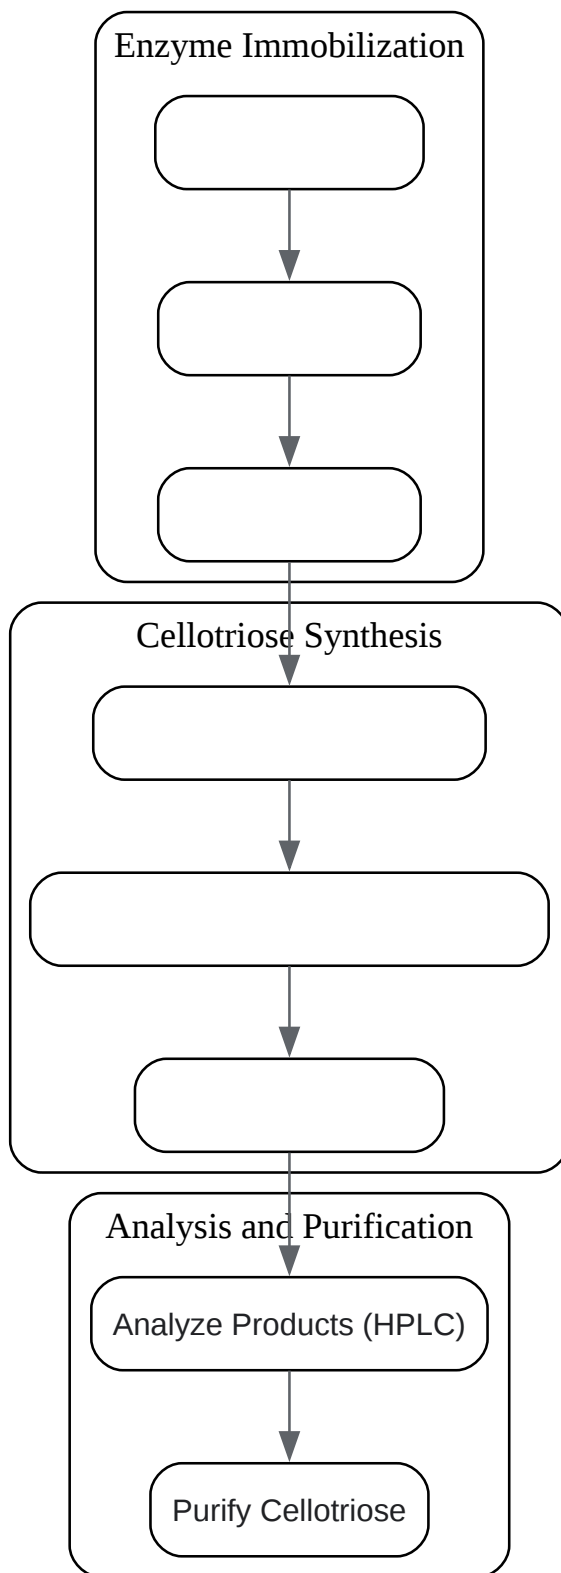 Enzyme Immobilization
Cellotriose Synthesis
Analysis and Purification
Analyze Products (HPLC)
Purify Cellotriose